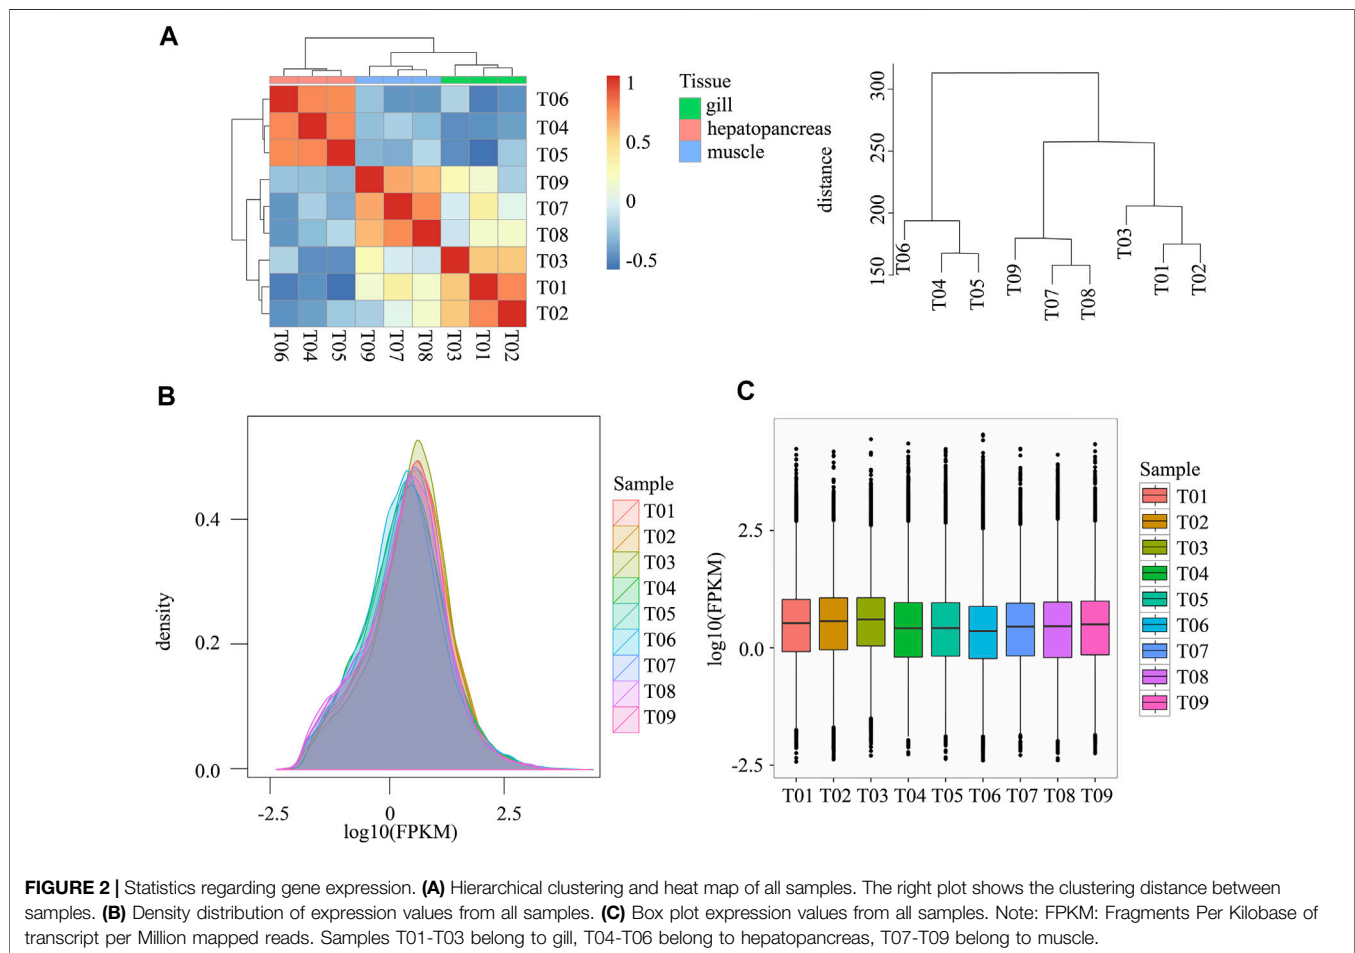 A
T06
T04
T05
T09
T07
T08
T03
T01
T02
T06 T04 T05 T09 T07 T08 T03 T01 T02
1
0.5
0
-0.5
Tissue
gill
hepatopancreas
muscle
distance
300
250
200
150
T06
T04
T05
T09
T07
T08
T03
T01
T02
B
density
0.4
0.2
0.0
-2.5 0 2.5
log10(FPKM)
Sample
T01
T02
T03
T04
T05
T06
T07
T08
T09
C
log10(FPKM)
2.5
0.0
-2.5
T01 T02 T03 T04 T05 T06 T07 T08 T09
Sample
T01
T02
T03
T04
T05
T06
T07
T08
T09
FIGURE 2 | Statistics regarding gene expression. (A) Hierarchical clustering and heat map of all samples. The right plot shows the clustering distance between
samples. (B) Density distribution of expression values from all samples. (C) Box plot expression values from all samples. Note: FPKM: Fragments Per Kilobase of
transcript per Million mapped reads. Samples T01-T03 belong to gill, T04-T06 belong to hepatopancreas, T07-T09 belong to muscle.